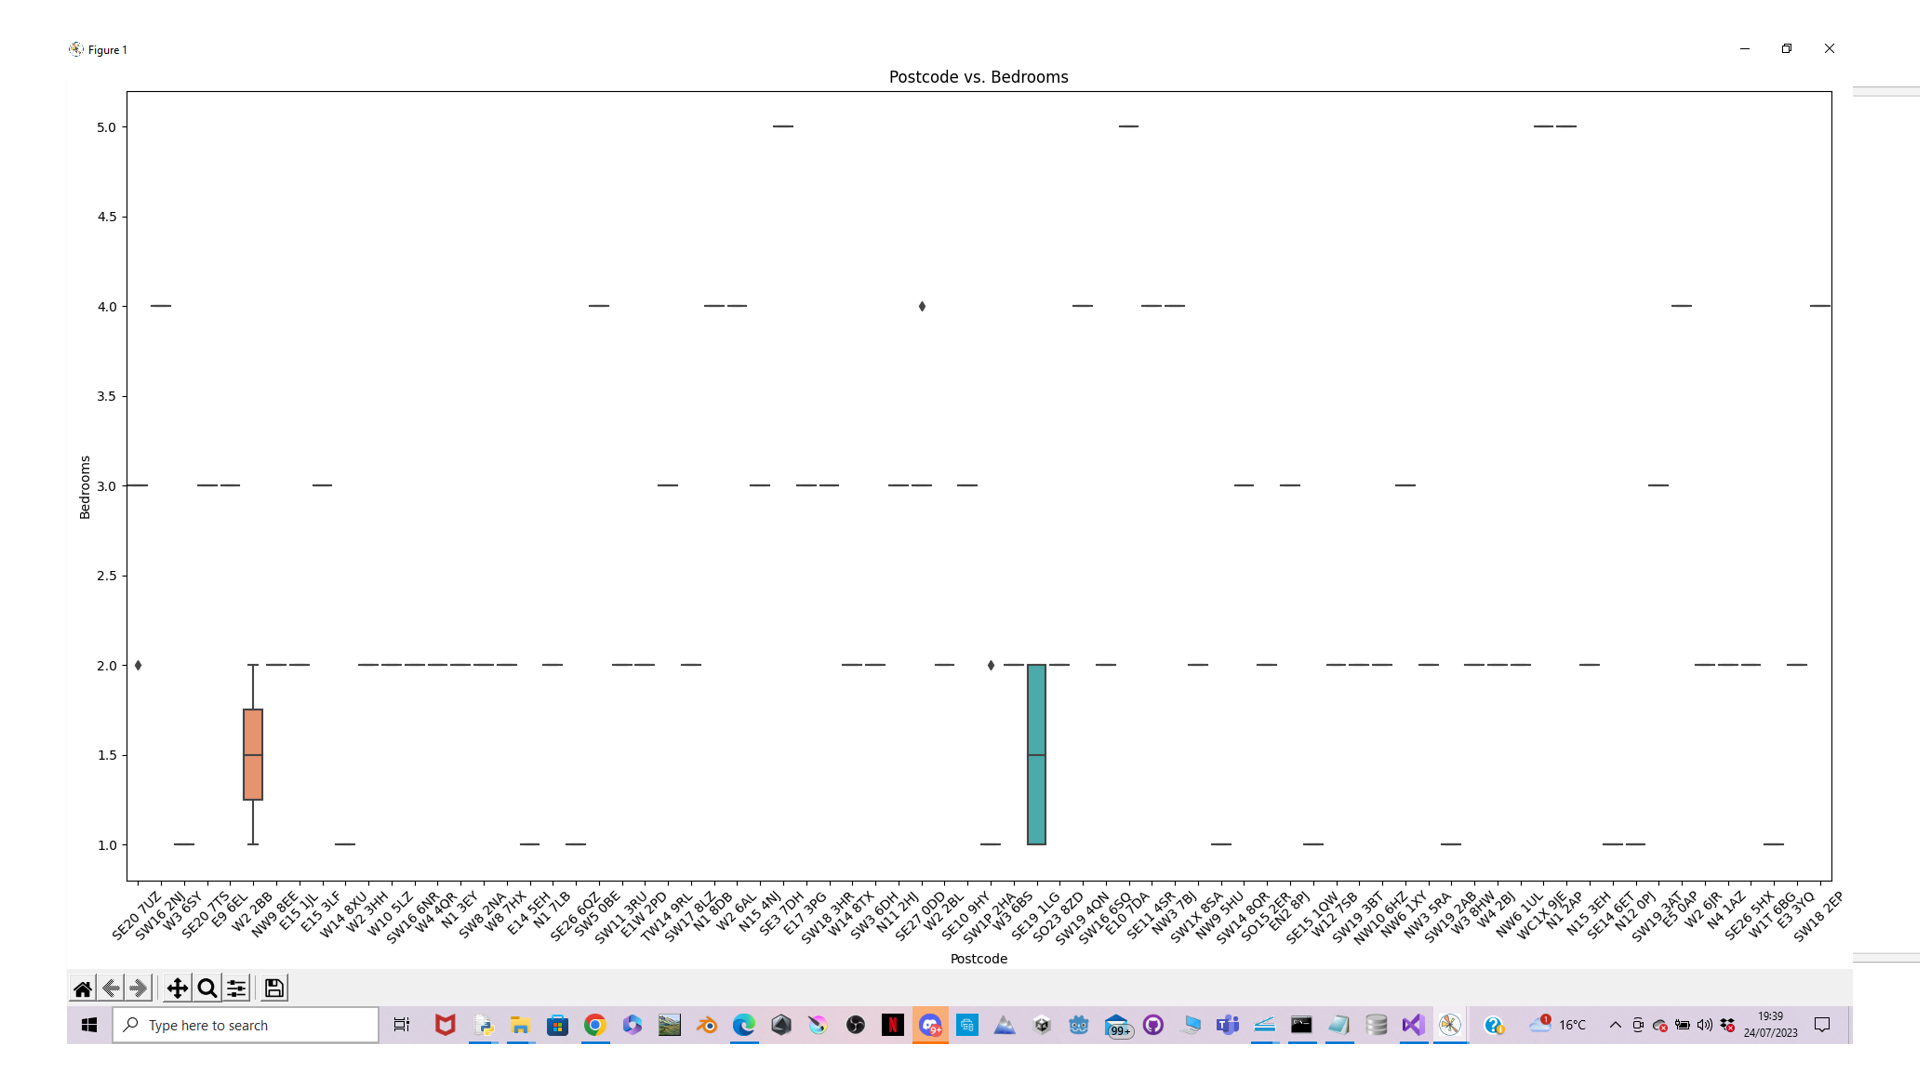 Figure 1
Postcode vs. Bedrooms
5.0
4.5
4.0
3.5
3.0
2.5
2.0
1.5
1.0
Bedrooms
SE20 7UZ
SW16 2NJ
W3 6SY
SE20 7TS
E9 6EL
W2 2BB
NW9 8EE
E15 1JL
E15 3LF
W14 8XU
W2 3HH
W10 5LZ
SW16 6NR
W4 4QR
N1 3EY
SW8 2NA
W8 7HX
E14 5EH
N1 7LB
SE26 6QZ
SW5 0BE
SW11 3RU
E1W 2PD
TW14 9RL
SW17 8LZ
N1 8DB
W2 6AL
N15 4NJ
SE3 7DH
E17 3PG
SW18 3HR
W14 8TX
SW3 6DH
N11 2HJ
SE27 0DD
W2 2BL
SE10 9HY
SW1P 2HA
W3 6BS
SE19 1LG
SO23 8ZD
SW19 4QN
SW16 6SQ
E10 7DA
SE11 4SR
NW3 7BJ
SW1X 8SA
NW9 5HU
SW14 8QR
SO15 2ER
EN2 8PJ
SE15 1QW
W12 7SB
SW19 3BT
NW10 6HZ
NW6 1XY
NW3 5RA
SW19 2AB
W3 8HW
W4 2BJ
NW6 1UL
WC1X 9JE
N1 2AP
N15 3EH
SE14 6ET
N12 0PJ
SW19 3AT
E5 0AP
W2 6JR
N4 1AZ
SE26 5HX
W1T 6BG
E3 3YQ
SW18 2EP
Postcode
Type here to search
9+
99+
1
16°C
19:39
24/07/2023